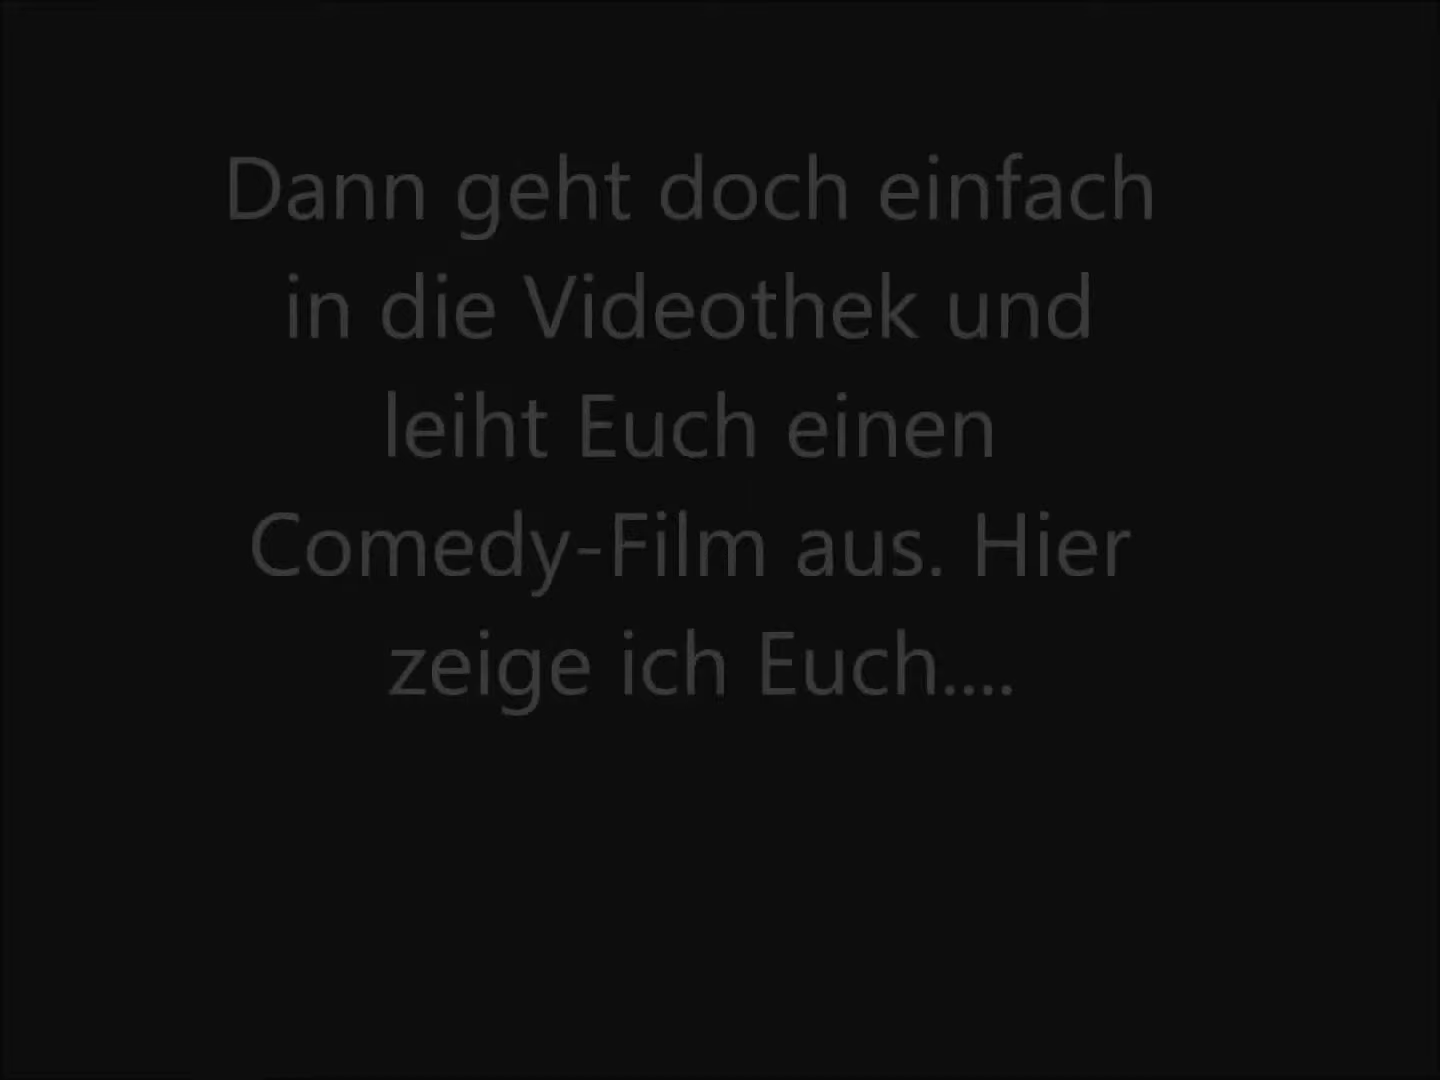 Dann geht doch einfach
in die Videothek und
leiht Euch einen
Comedy-Film aus. Hier
zeige ich Euch....